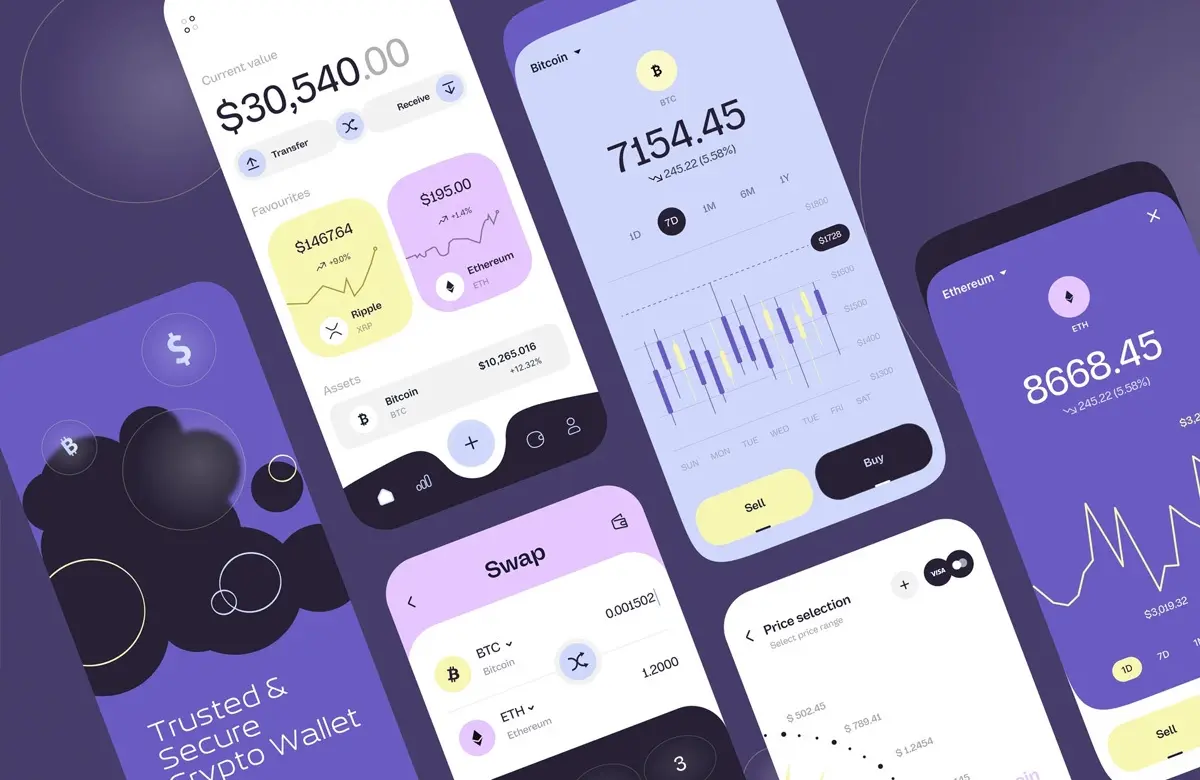 Current value
$30,540.00
Transfer
Receive
Favourites
$14.67.64
+9.0%
Ripple
XRP
$195.00
+1.4%
Ethereum
ETH
Assets
Bitcoin
BTC
$10,265.016
+12.32%
Bitcoin
BTC
7154.45
245.22 (5.58%)
1D
7D
1M
6M
1Y
$1800
$1728
$1600
$1500
$1400
$1300
SUN
MON
TUE
WED
TUE
FRI
SAT
Sell
Buy
Ethereum
ETH
8668.45
245.22 (5.58%)
$3,019.32
1D
7D
Sell
Trusted &
Secure
Crypto Wallet
Swap
BTC
Bitcoin
0.001502
ETH
Ethereum
1.2000
3
Price selection
Select price range
VISA
$ 502.45
$ 789.41
$ 1.2454